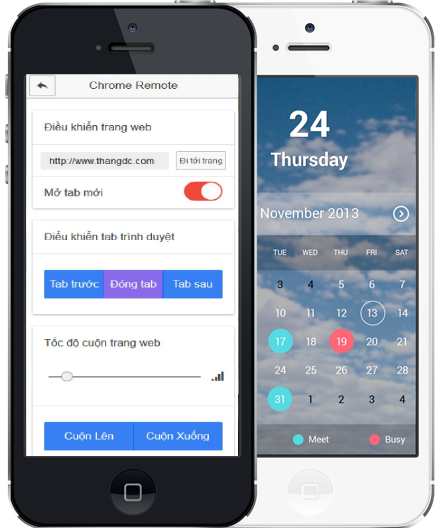 Chrome Remote
Điều khiển trang web
http://www.thangdc.com
Đi tới trang
Mở tab mới
Điều khiển tab trình duyệt
Tab trước
Đóng tab
Tab sau
Tốc độ cuộn trang web
Cuộn Lên
Cuộn Xuống
24
Thursday
November 2013
TUE WED THU FRI SAT
3 4 5 6 7
10 11 12 13 14
17 18 19 20 21
24 25 26 27 28
31 1 2 3 4
Meet
Busy